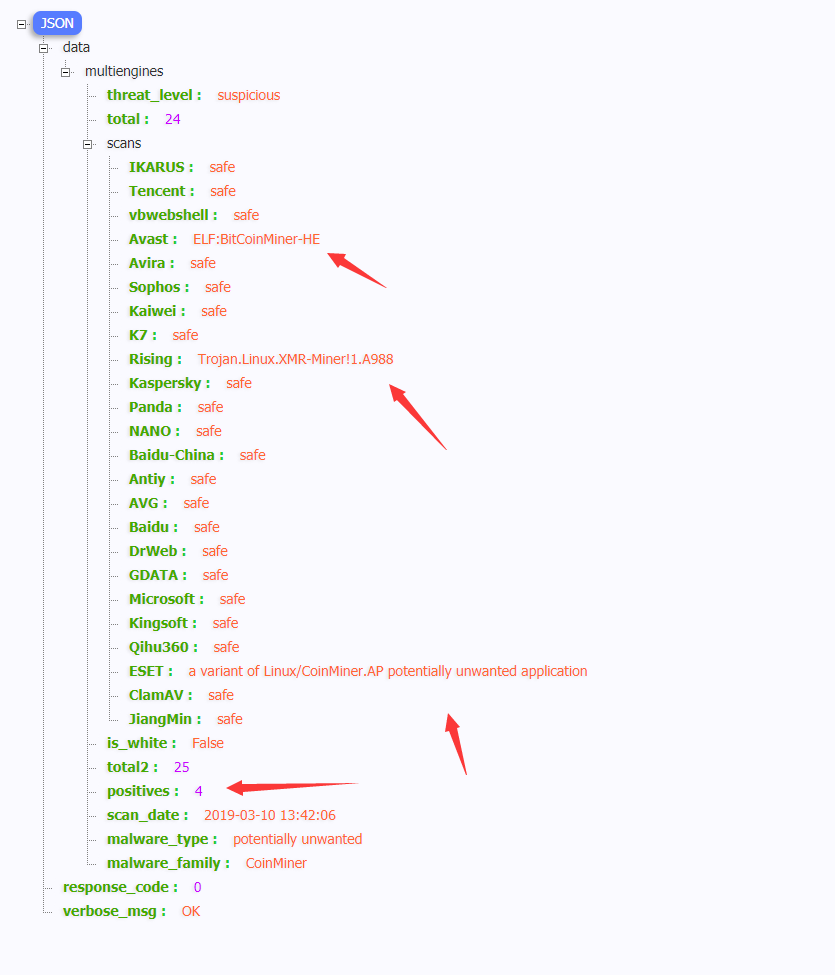 JSON
data
multiengines
threat_level : suspicious
total : 24
scans
IKARUS : safe
Tencent : safe
vbwebshell : safe
Avast : ELF:BitCoinMiner-HE
Avira : safe
Sophos : safe
Kaiwei : safe
K7 : safe
Rising : Trojan.Linux.XMR-Miner!1.A988
Kaspersky : safe
Panda : safe
NANO : safe
Baidu-China : safe
Antiy : safe
AVG : safe
Baidu : safe
DrWeb : safe
GDATA : safe
Microsoft : safe
Kingsoft : safe
Qihu360 : safe
ESET : a variant of Linux/CoinMiner.AP potentially unwanted application
ClamAV : safe
JiangMin : safe
is_white : False
total2 : 25
positives : 4
scan_date : 2019-03-10 13:42:06
malware_type : potentially unwanted
malware_family : CoinMiner
response_code : 0
verbose_msg : OK